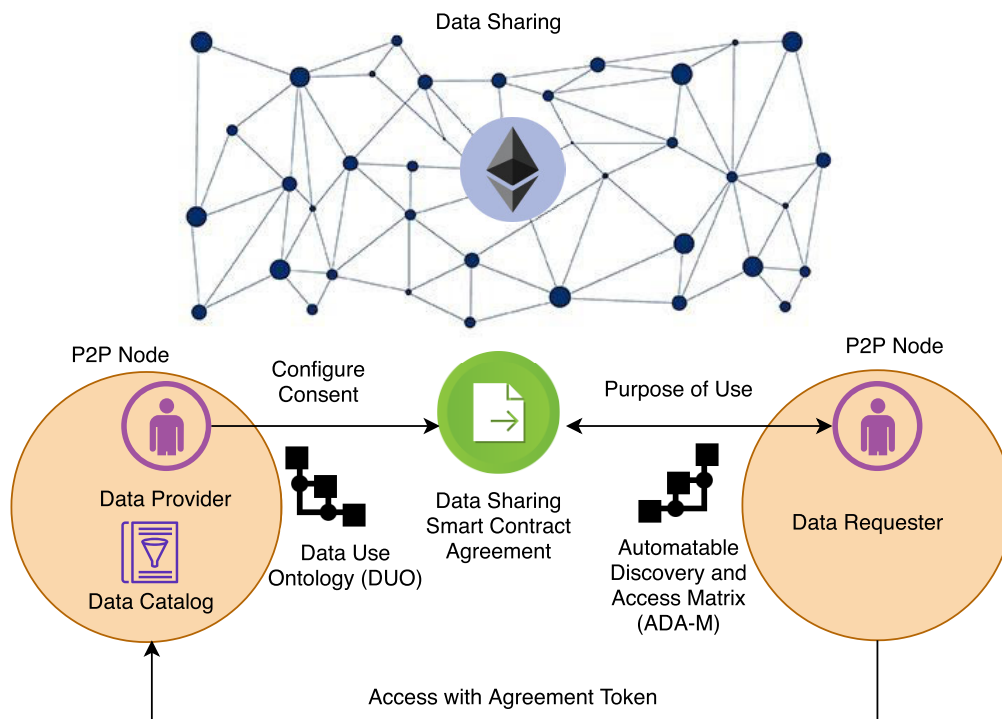 Data Sharing
P2P Node
P2P Node
Configure
Consent
Purpose of Use
Data Provider
Data Catalog
Data Use
Ontology (DUO)
Data Sharing
Smart Contract
Agreement
Automatable
Discovery and
Access Matrix
(ADA-M)
Data Requester
Access with Agreement Token